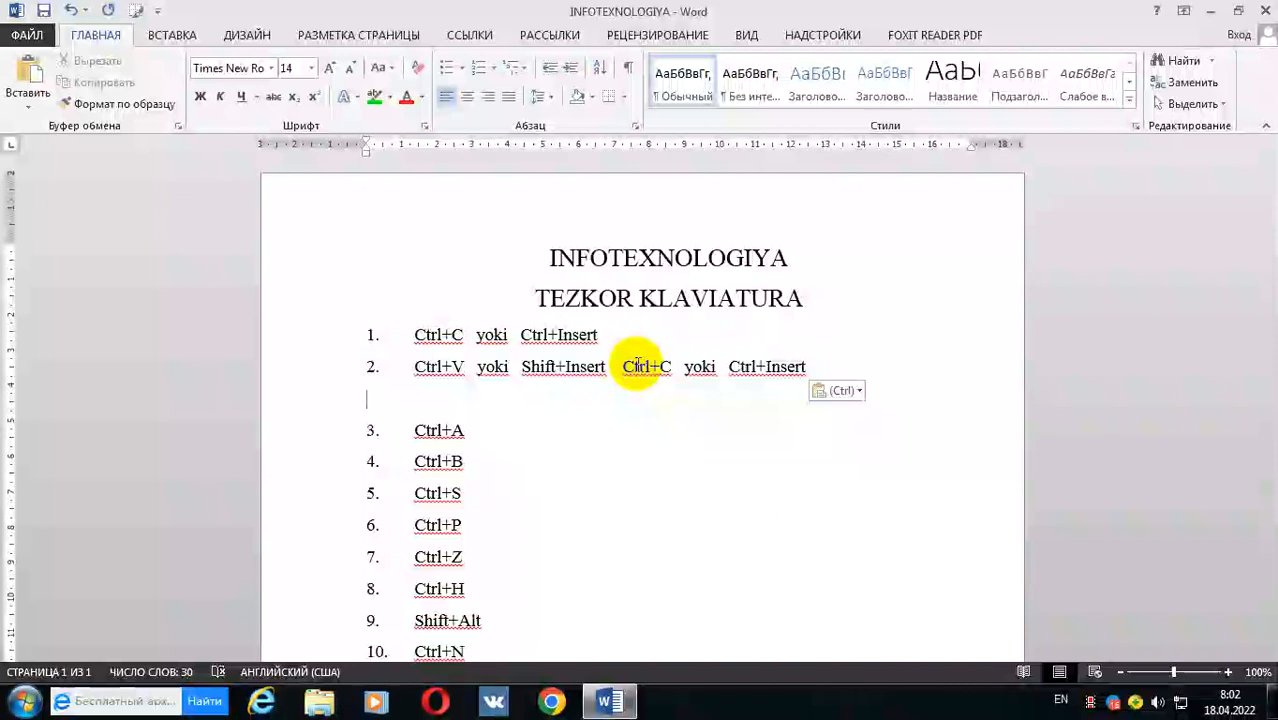 INFOTEXNOLOGIYA - Word
ФАЙЛ ГЛАВНАЯ ВСТАВКА ДИЗАЙН РАЗМЕТКА СТРАНИЦЫ ССЫЛКИ РАССЫЛКИ РЕЦЕНЗИРОВАНИЕ ВИД НАДСТРОЙКИ FOXIT READER PDF Вход
Вставить
Вырезать
Копировать
Формат по образцу
Буфер обмена
Times New Ro 14
Шрифт
Абзац
АаБбВвГг, АаБбВвГг, АаБбВ АаБбВвГ АаБ АаБбВвГ АаБбВвГг
¶ Обычный ¶ Без инте... Заголово... Заголово... Название Подзагол... Слабое в...
Стили
Найти
Заменить
Выделить
Редактирование
INFOTEXNOLOGIYA
TEZKOR KLAVIATURA
1. Ctrl+C yoki Ctrl+Insert
2. Ctrl+V yoki Shift+Insert Ctrl+C yoki Ctrl+Insert
(Ctrl)
3. Ctrl+A
4. Ctrl+B
5. Ctrl+S
6. Ctrl+P
7. Ctrl+Z
8. Ctrl+H
9. Shift+Alt
10. Ctrl+N
СТРАНИЦА 1 ИЗ 1 ЧИСЛО СЛОВ: 30 АНГЛИЙСКИЙ (США) 100%
Бесплатный арх... Найти
EN
8:02
18.04.2022